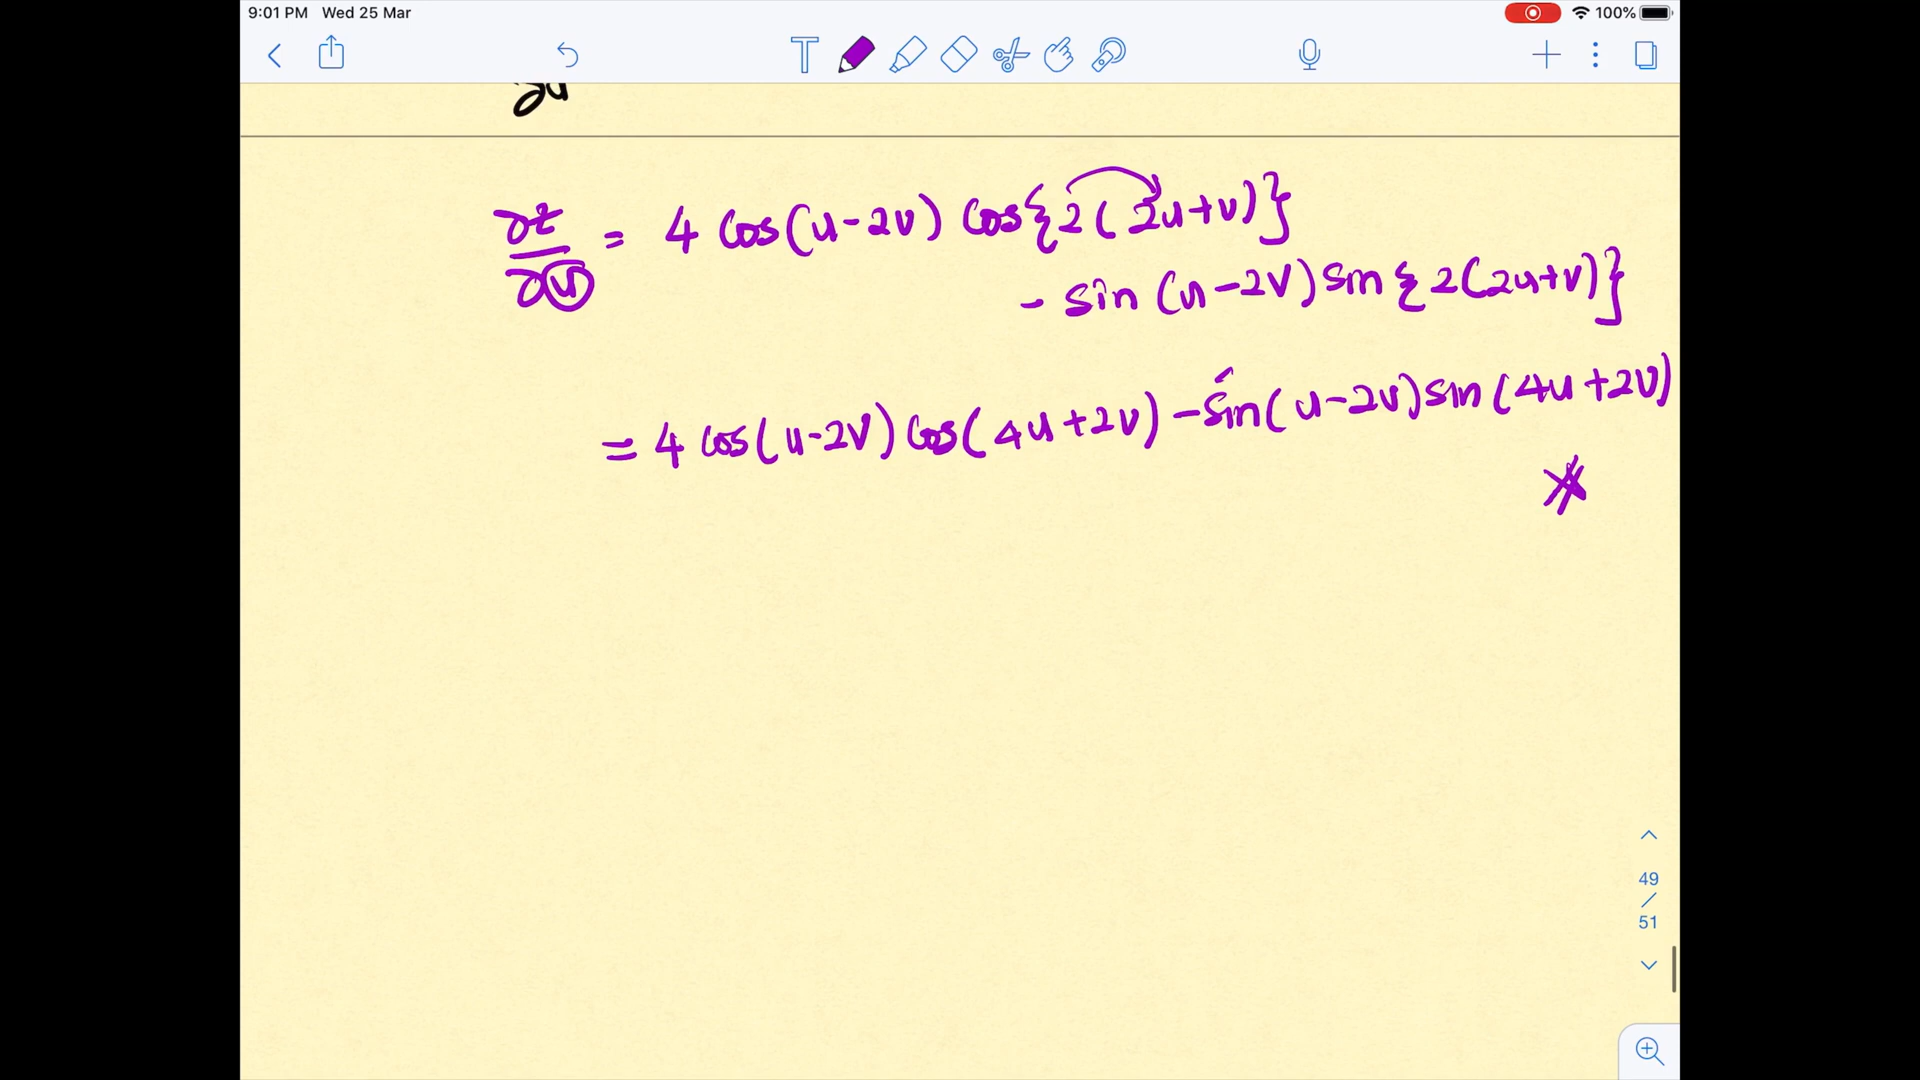 9:01 PM Wed 25 Mar 100%
T
∂u
∂z/∂u = 4 cos(u-2v) cos{2(2u+v)}
- sin(u-2v) sin{2(2u+v)}
= 4 cos(u-2v) cos(4u+2v) - sin(u-2v) sin(4u+2v)
49
/
51